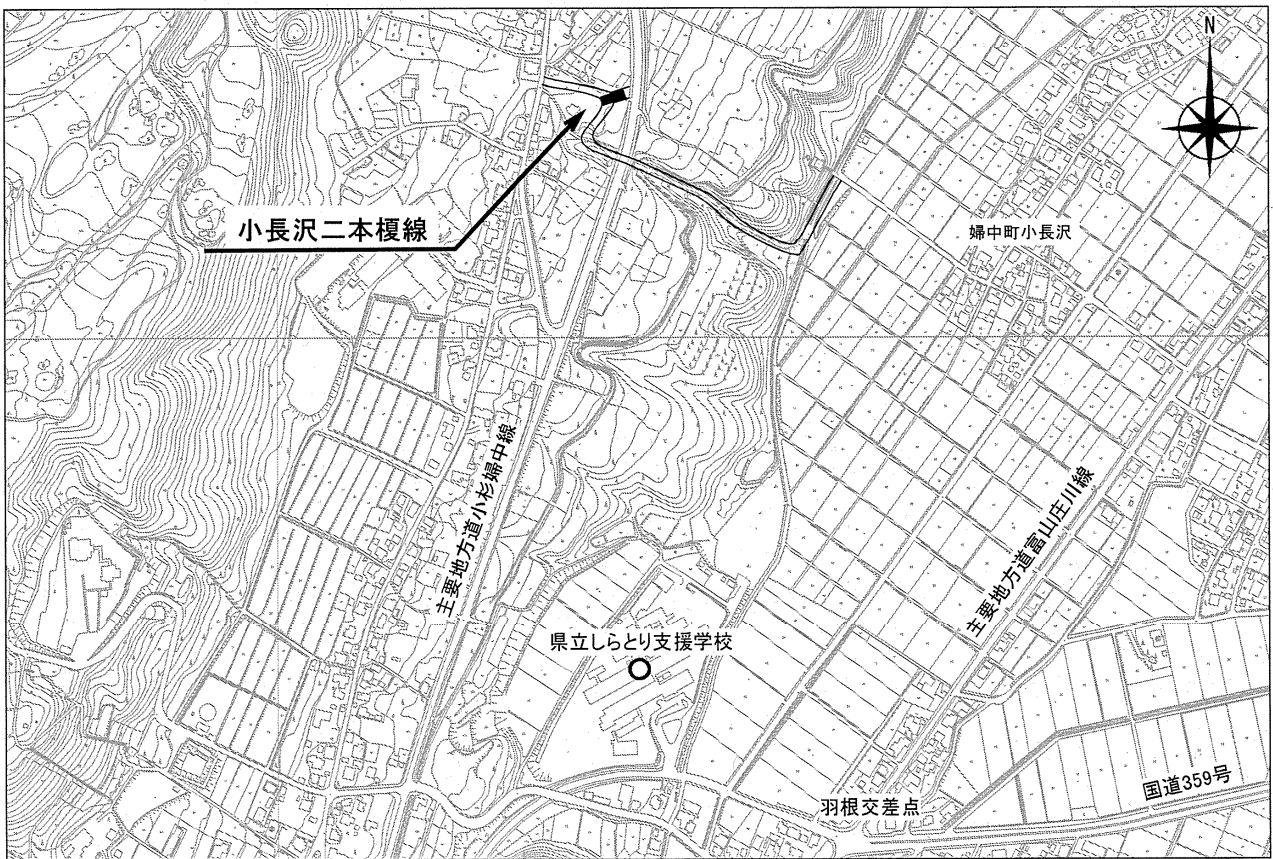 N
小長沢二本榎線
婦中町小長沢
主要地方道小杉婦中線
主要地方道富山庄川線
県立しらとり支援学校
羽根交差点
国道359号